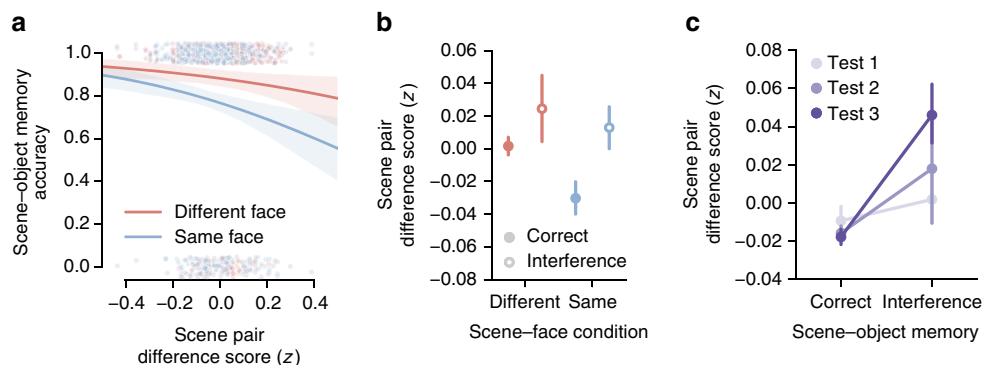 a
Scene–object memory
accuracy
1.0
0.8
0.6
0.4
0.2
0.0
Different face
Same face
−0.4
−0.2
0.0
0.2
0.4
Scene pair
difference score (z)
b
Scene pair
difference score (z)
0.06
0.04
0.02
0.00
−0.02
−0.04
−0.06
−0.08
Correct
Interference
Different
Same
Scene–face condition
c
Scene pair
difference score (z)
0.08
0.06
0.04
0.02
0.00
−0.02
−0.04
Test 1
Test 2
Test 3
Correct
Interference
Scene–object memory